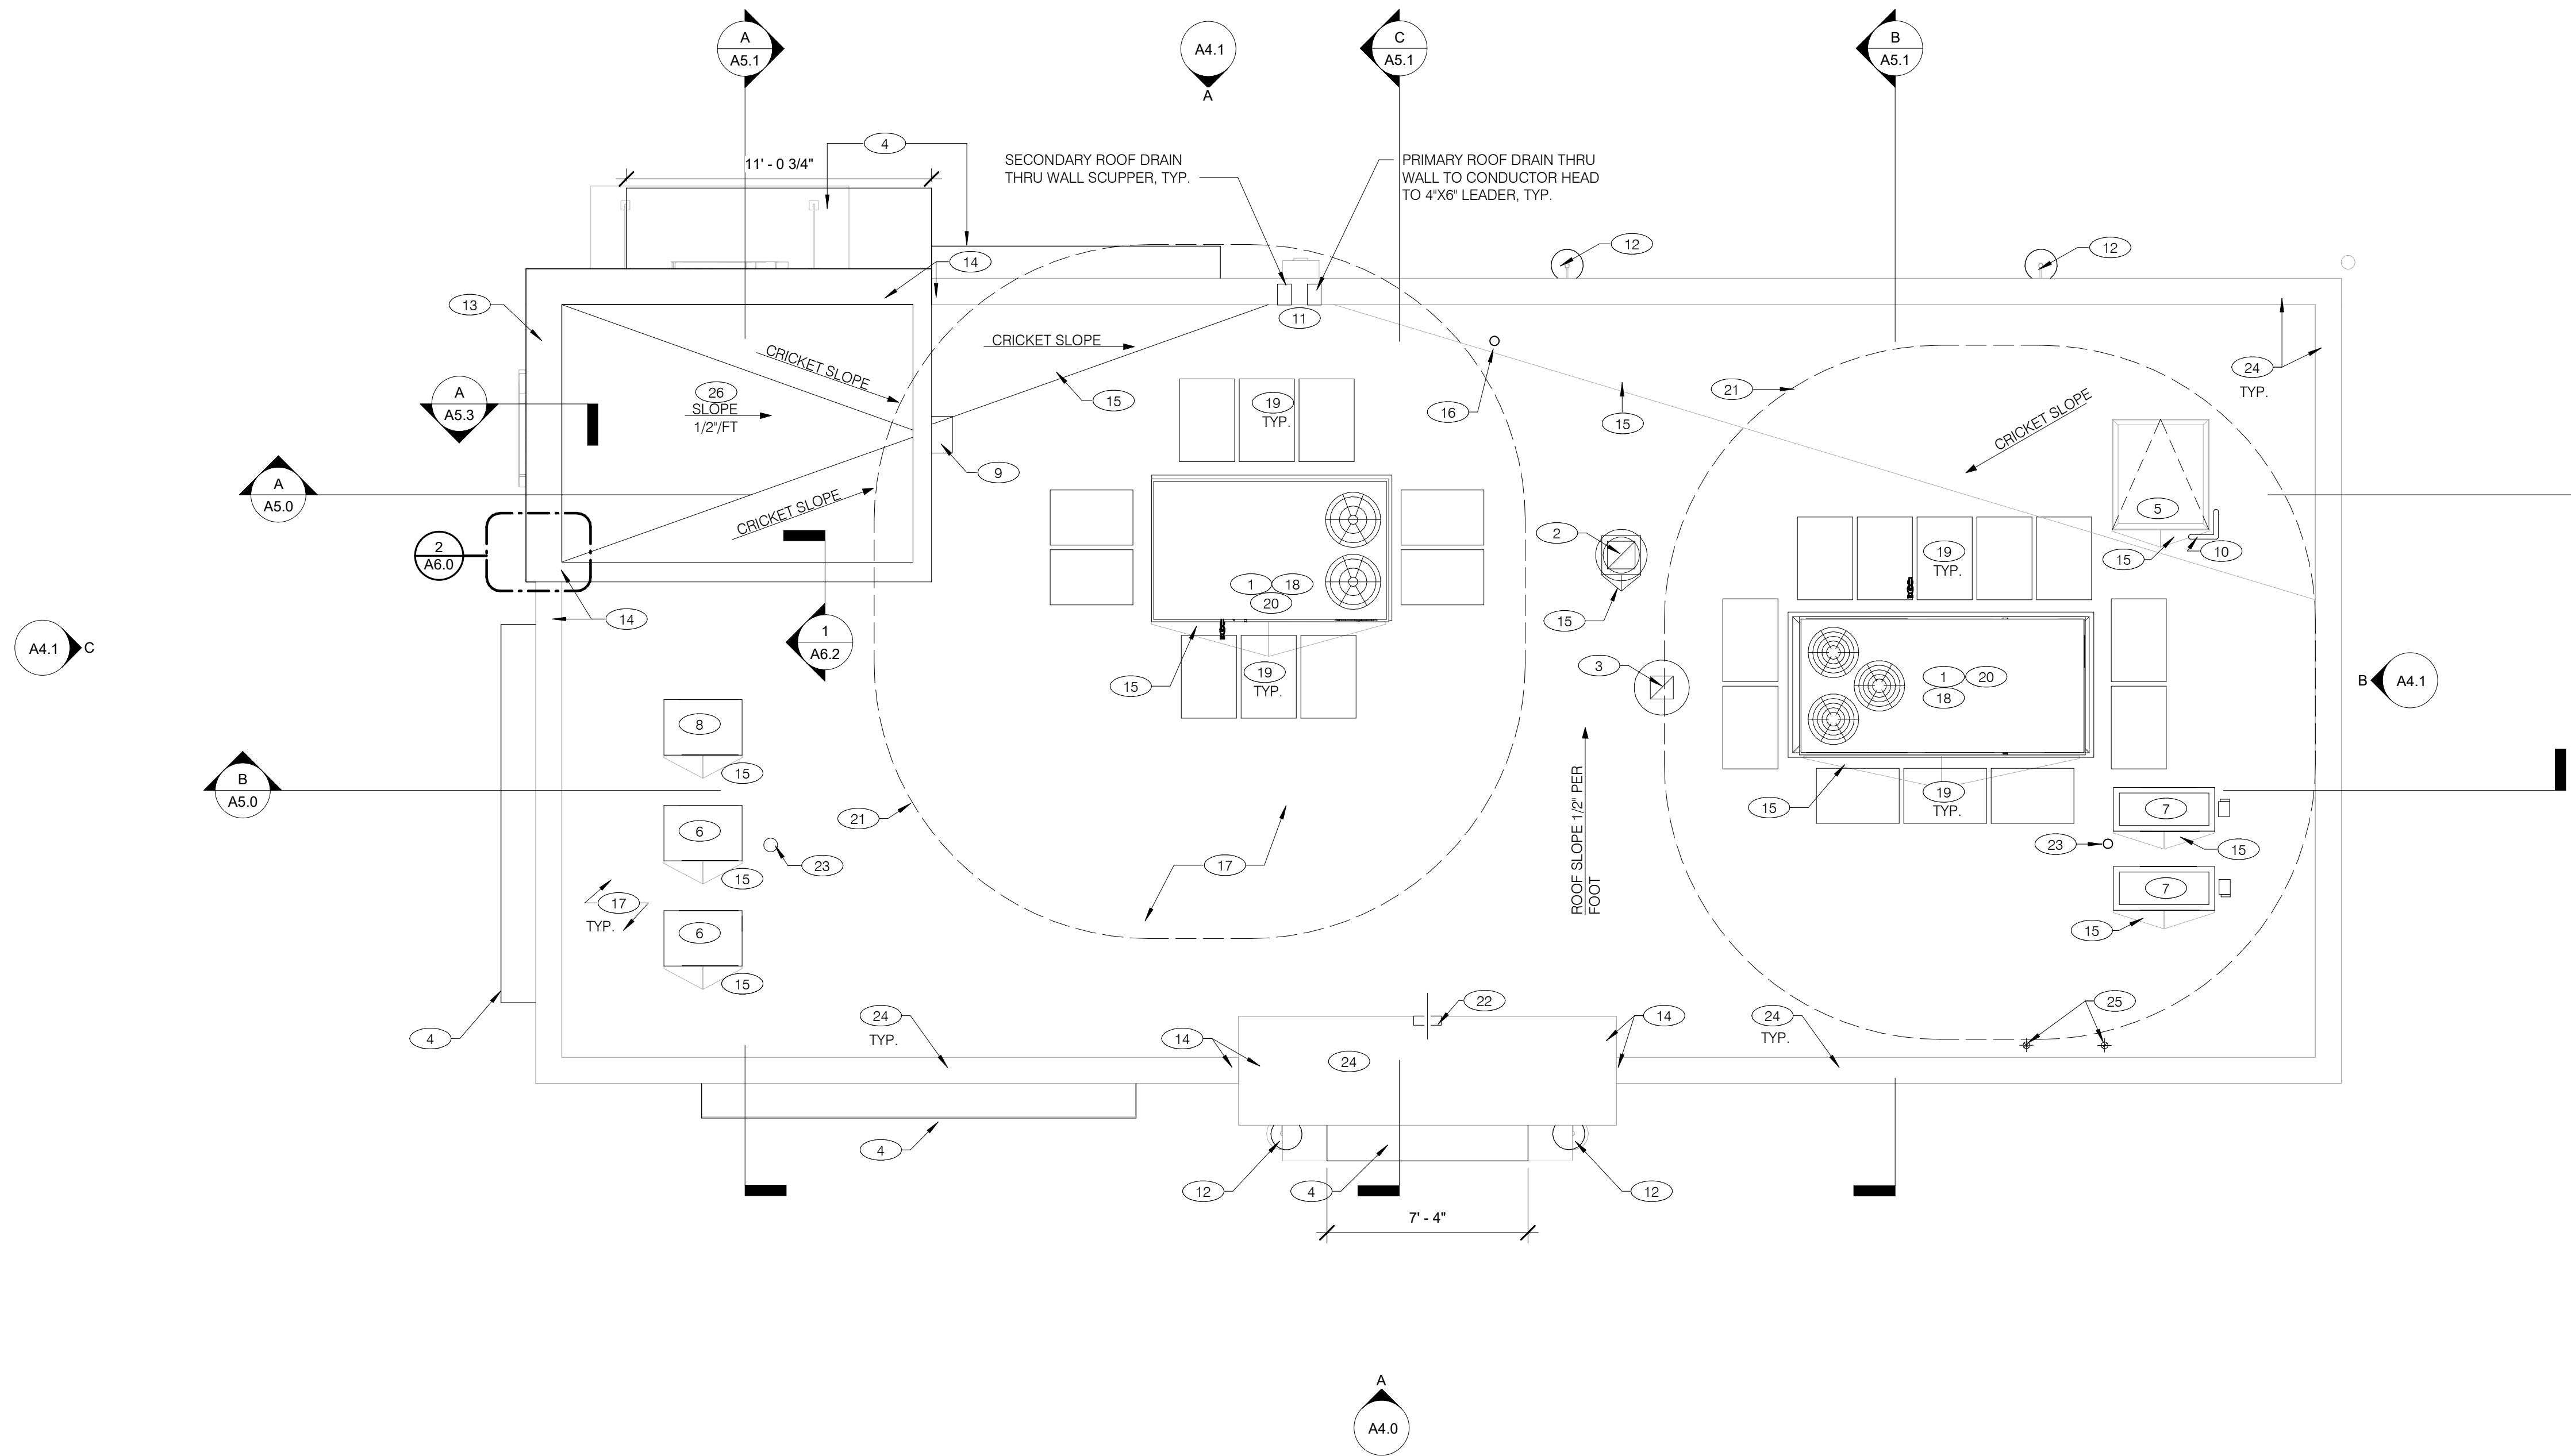 A
A5.1
A4.1
A
C
A5.1
B
A5.1
4
11' - 0 3/4"
SECONDARY ROOF DRAIN
THRU WALL SCUPPER, TYP.
PRIMARY ROOF DRAIN THRU
WALL TO CONDUCTOR HEAD
TO 4"X6" LEADER, TYP.
12
12
14
13
11
CRICKET SLOPE
CRICKET SLOPE
16
15
15
21
24
TYP.
CRICKET SLOPE
A
A5.3
26
SLOPE
1/2"/FT
19
TYP.
9
A
A5.0
CRICKET SLOPE
5
15
10
2
A6.0
2
19
TYP.
1
18
20
14
15
1
A6.2
A4.1
C
3
19
TYP.
15
1
20
18
B
A4.1
8
15
B
A5.0
15
19
TYP.
7
21
6
23
15
23
15
17
ROOF SLOPE 1/2" PER
FOOT
7
17
TYP.
6
15
15
22
25
4
24
TYP.
14
14
24
TYP.
24
4
12
4
12
7' - 4"
A
A4.0